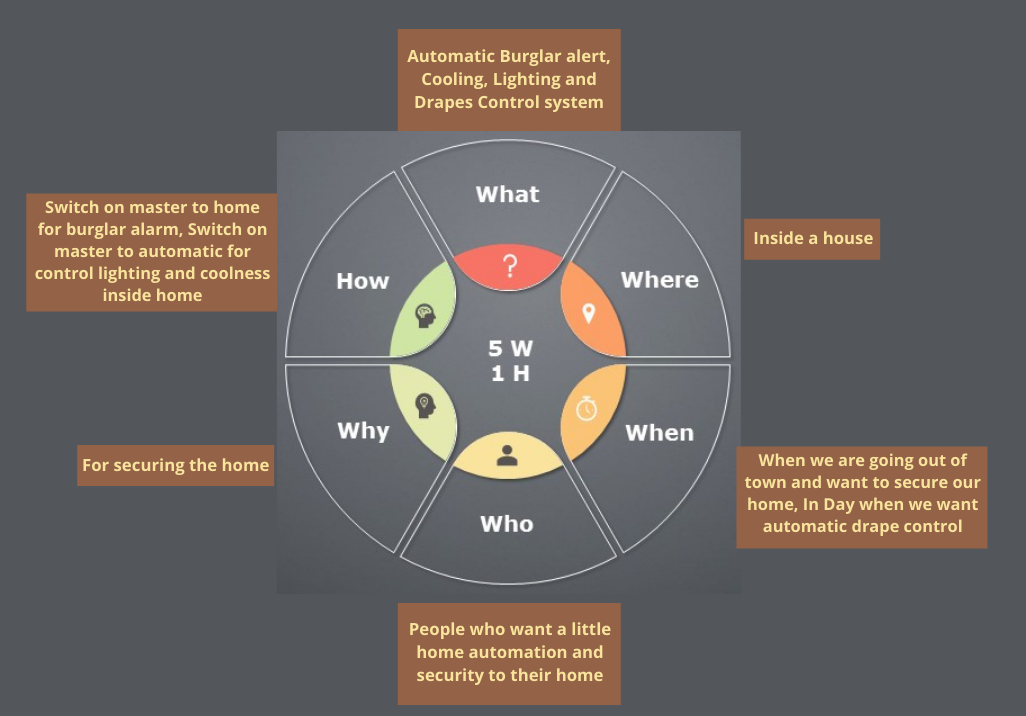 Automatic Burglar alert,
Cooling, Lighting and
Drapes Control system
What
Switch on master to home
for burglar alarm, Switch on
master to automatic for
control lighting and coolness
inside home
How
Where
Inside a house
5 W
1 H
Why
When
For securing the home
When we are going out of
town and want to secure our
home, In Day when we want
automatic drape control
Who
People who want a little
home automation and
security to their home